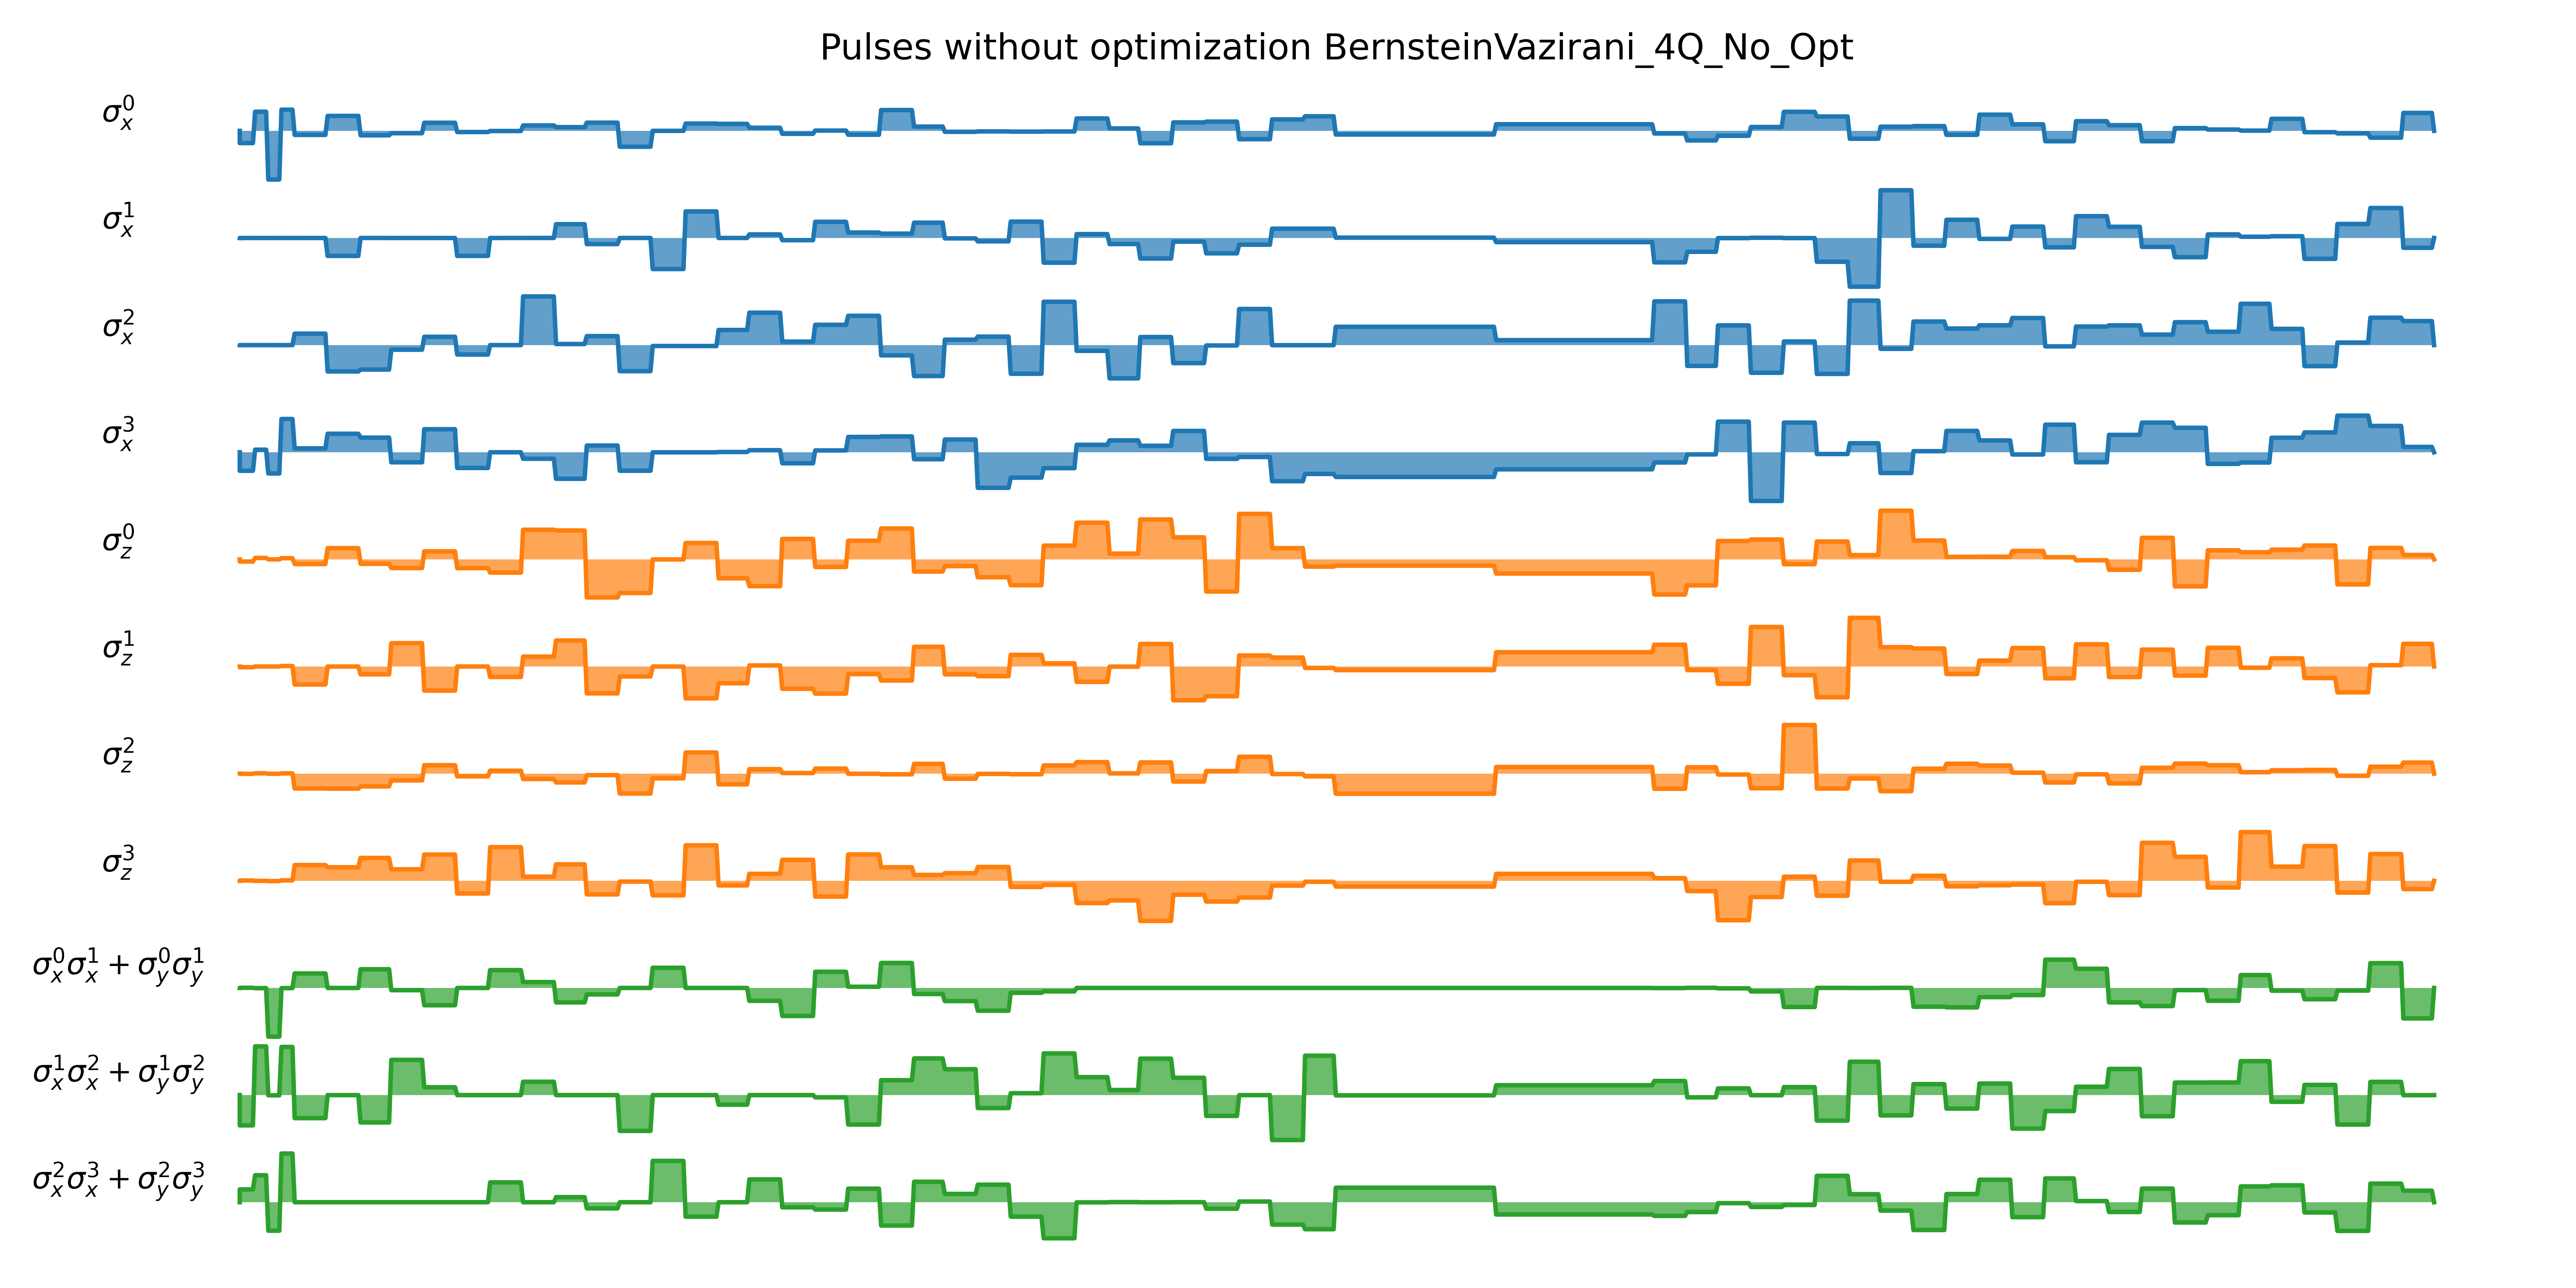 Pulses without optimization BernsteinVazirani_4Q_No_Opt
σ_x^0
σ_x^1
σ_x^2
σ_x^3
σ_z^0
σ_z^1
σ_z^2
σ_z^3
σ_x^0σ_x^1 + σ_y^0σ_y^1
σ_x^1σ_x^2 + σ_y^1σ_y^2
σ_x^2σ_x^3 + σ_y^2σ_y^3